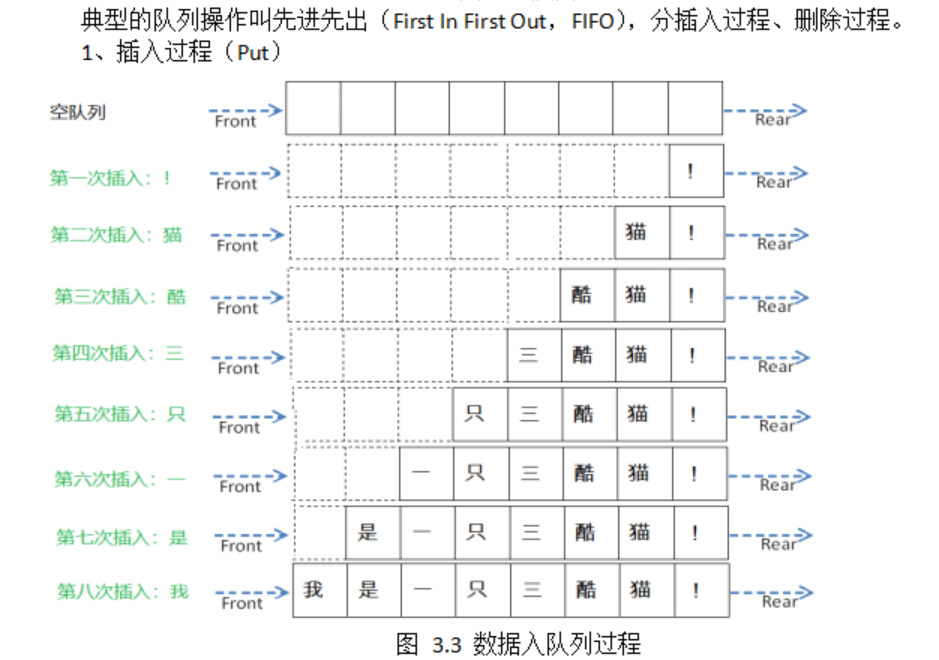 典型的队列操作叫先进先出（First In First Out，FIFO），分插入过程、删除过程。
1、插入过程（Put）
空队列 Front Rear
第一次插入：！ Front ！ Rear
第二次插入：猫 Front 猫 ！ Rear
第三次插入：酷 Front 酷 猫 ！ Rear
第四次插入：三 Front 三 酷 猫 ！ Rear
第五次插入：只 Front 只 三 酷 猫 ！ Rear
第六次插入：一 Front 一 只 三 酷 猫 ！ Rear
第七次插入：是 Front 是 一 只 三 酷 猫 ！ Rear
第八次插入：我 Front 我 是 一 只 三 酷 猫 ！ Rear
图 3.3 数据入队列过程